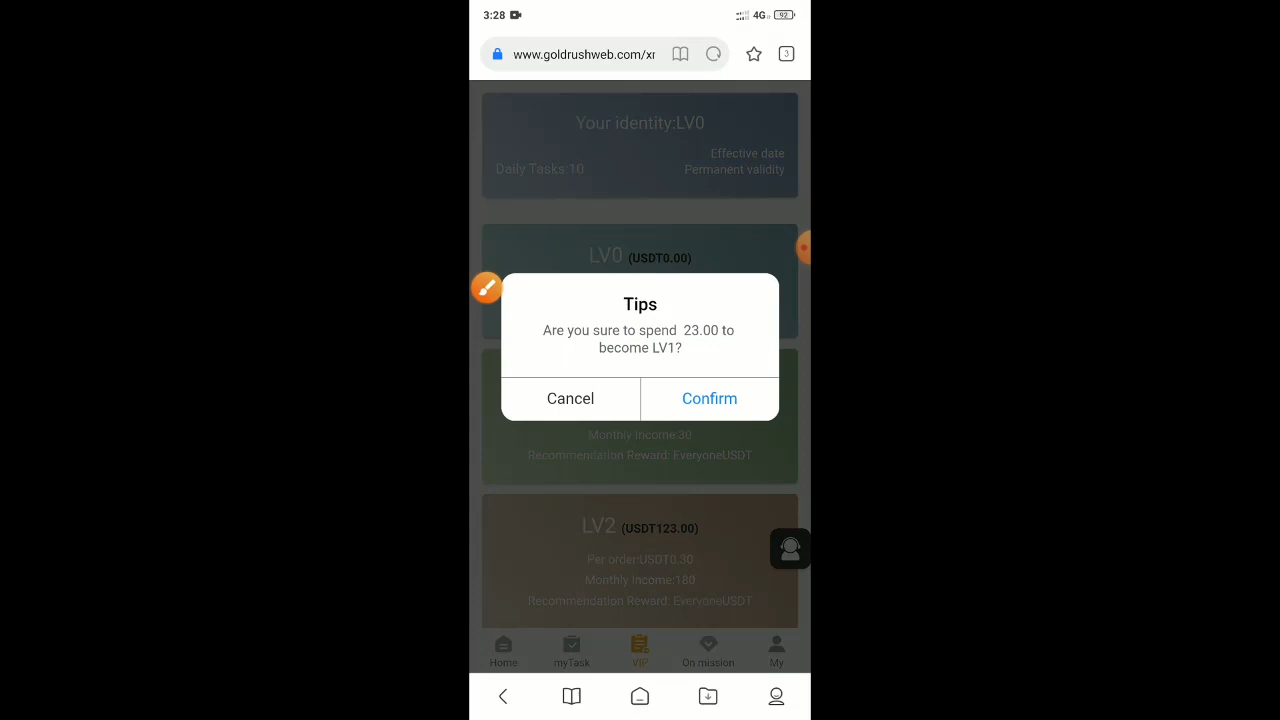 3:28
4G 92
www.goldrushweb.com/xr
3
Your identity:LV0
Effective date
Daily Tasks:10
Permanent validity
LV0 (USDT0.00)
Tips
Are you sure to spend 23.00 to
become LV1?
Cancel Confirm
Monthly Income:30
Recommendation Reward: EveryoneUSDT
LV2 (USDT123.00)
Per order:USDT0.30
Monthly Income:180
Recommendation Reward: EveryoneUSDT
Home myTask VIP On mission My